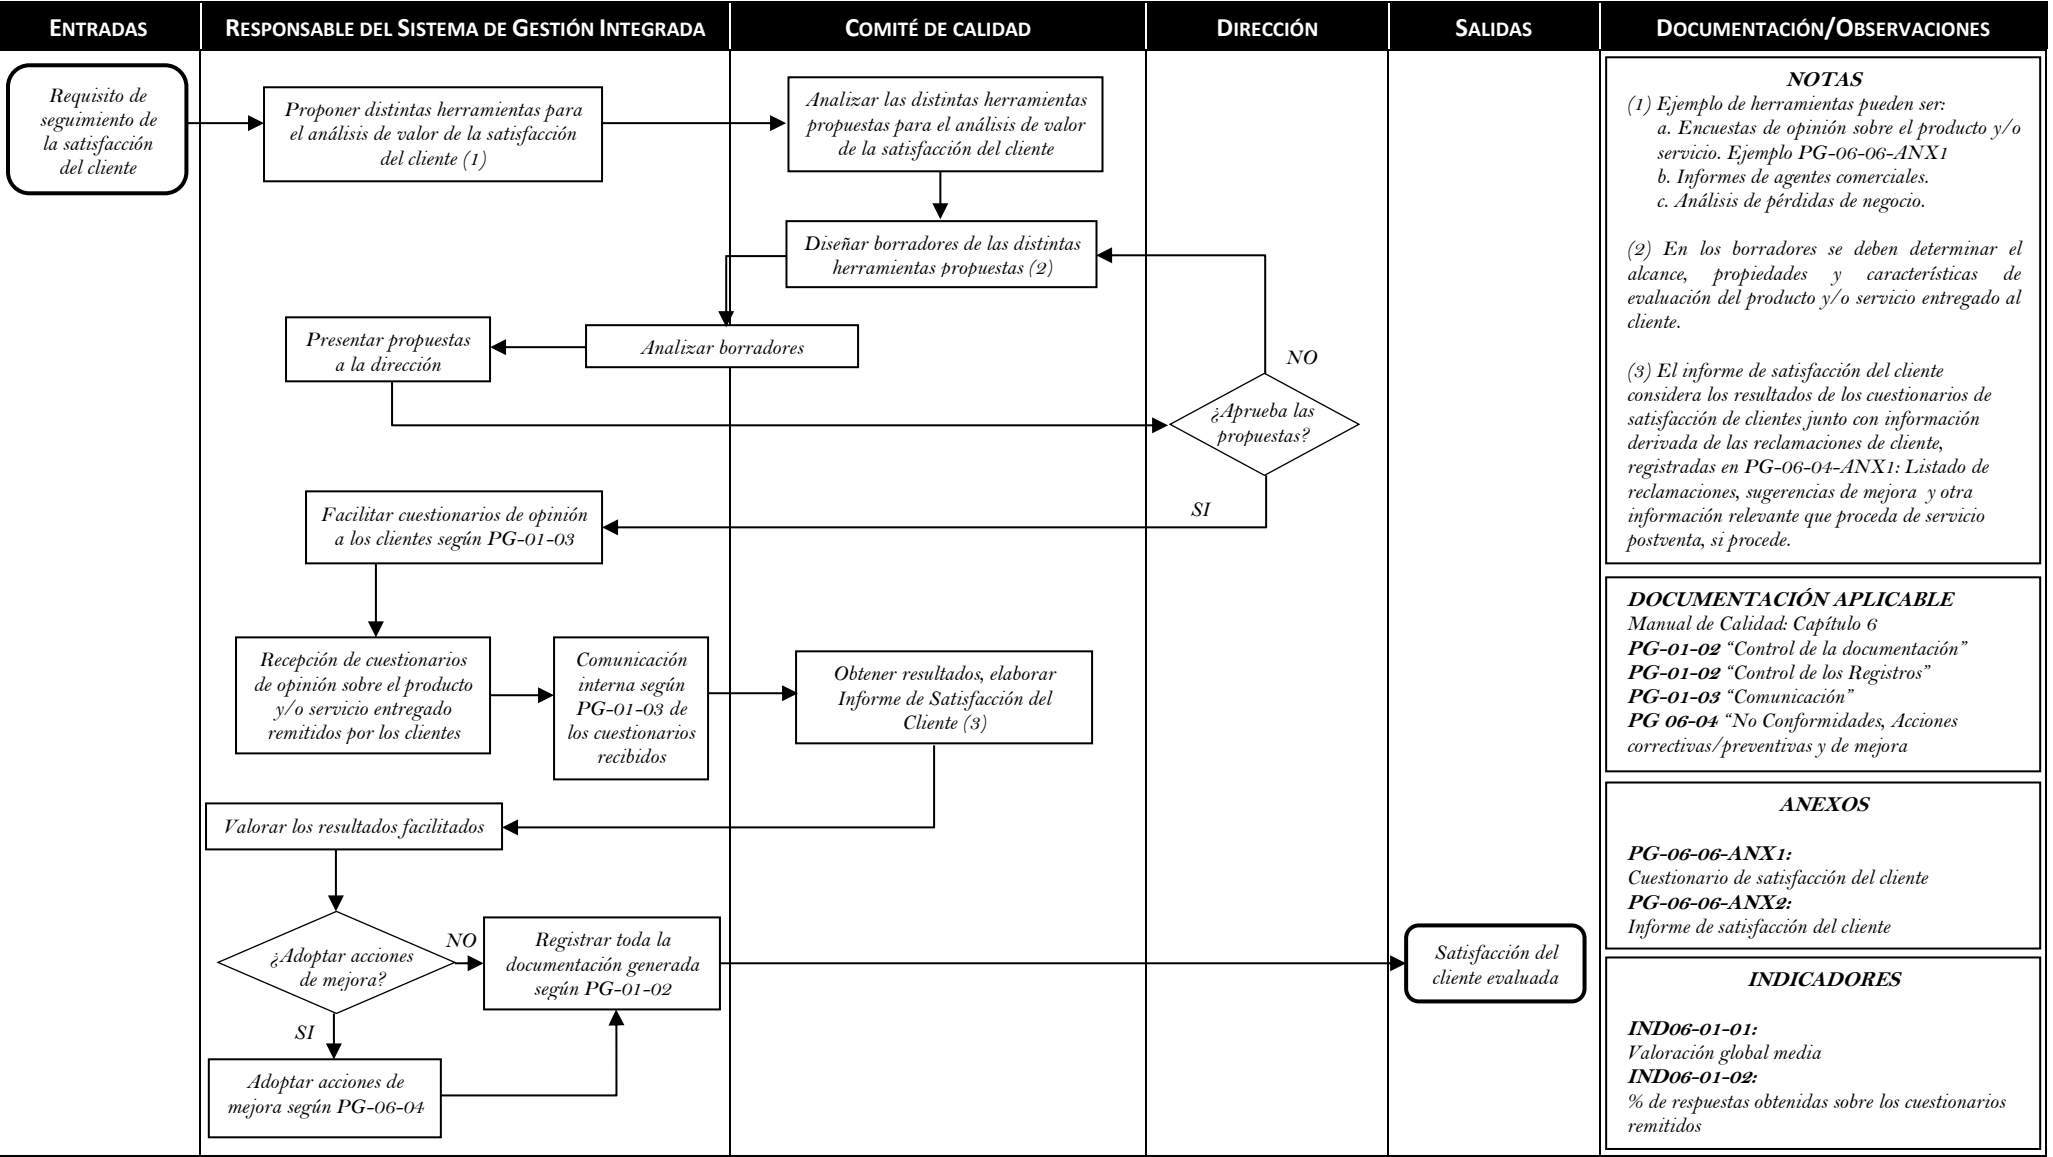 ENTRADAS
RESPONSABLE DEL SISTEMA DE GESTIÓN INTEGRADA
COMITÉ DE CALIDAD
DIRECCIÓN
SALIDAS
DOCUMENTACIÓN/OBSERVACIONES
Requisito de
seguimiento de
la satisfacción
del cliente
Proponer distintas herramientas para
el análisis de valor de la satisfacción
del cliente (1)
Analizar las distintas herramientas
propuestas para el análisis de valor
de la satisfacción del cliente
Diseñar borradores de las distintas
herramientas propuestas (2)
Presentar propuestas
a la dirección
Analizar borradores
NO
¿Aprueba las
propuestas?
SI
Facilitar cuestionarios de opinión
a los clientes según PG-01-03
Recepción de cuestionarios
de opinión sobre el producto
y/o servicio entregado
remitidos por los clientes
Comunicación
interna según
PG-01-03 de
los cuestionarios
recibidos
Obtener resultados, elaborar
Informe de Satisfacción del
Cliente (3)
Valorar los resultados facilitados
¿Adoptar acciones
de mejora?
NO
SI
Registrar toda la
documentación generada
según PG-01-02
Adoptar acciones de
mejora según PG-06-04
Satisfacción del
cliente evaluada
NOTAS
(1) Ejemplo de herramientas pueden ser:
a. Encuestas de opinión sobre el producto y/o
servicio. Ejemplo PG-06-06-ANX1
b. Informes de agentes comerciales.
c. Análisis de pérdidas de negocio.
(2) En los borradores se deben determinar el
alcance, propiedades y características de
evaluación del producto y/o servicio entregado al
cliente.
(3) El informe de satisfacción del cliente
considera los resultados de los cuestionarios de
satisfacción de clientes junto con información
derivada de las reclamaciones de cliente,
registradas en PG-06-04-ANX1: Listado de
reclamaciones, sugerencias de mejora y otra
información relevante que proceda de servicio
postventa, si procede.
DOCUMENTACIÓN APLICABLE
Manual de Calidad: Capítulo 6
PG-01-02 “Control de la documentación”
PG-01-02 “Control de los Registros”
PG-01-03 “Comunicación”
PG 06-04 “No Conformidades, Acciones
correctivas/preventivas y de mejora
ANEXOS
PG-06-06-ANX1:
Cuestionario de satisfacción del cliente
PG-06-06-ANX2:
Informe de satisfacción del cliente
INDICADORES
IND06-01-01:
Valoración global media
IND06-01-02:
% de respuestas obtenidas sobre los cuestionarios
remitidos